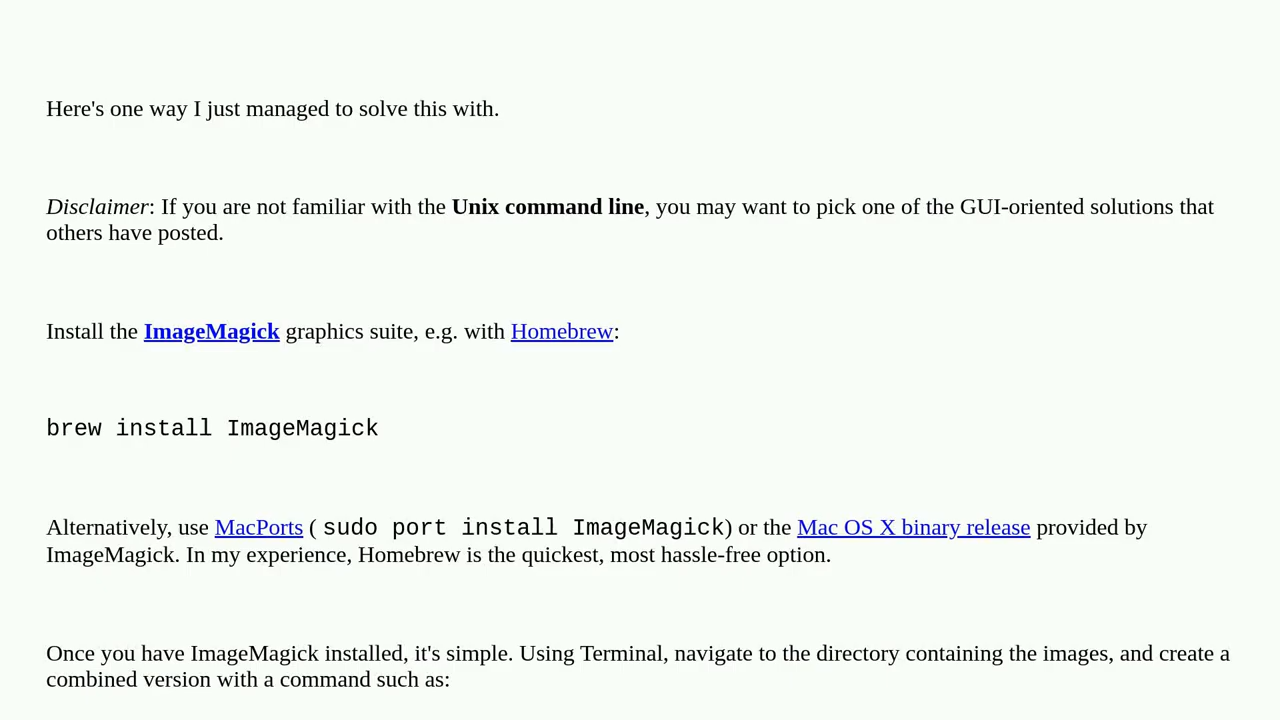 Here's one way I just managed to solve this with.
Disclaimer: If you are not familiar with the Unix command line, you may want to pick one of the GUI-oriented solutions that
others have posted.
Install the ImageMagick graphics suite, e.g. with Homebrew:
brew install ImageMagick
Alternatively, use MacPorts ( sudo port install ImageMagick) or the Mac OS X binary release provided by
ImageMagick. In my experience, Homebrew is the quickest, most hassle-free option.
Once you have ImageMagick installed, it's simple. Using Terminal, navigate to the directory containing the images, and create a
combined version with a command such as: